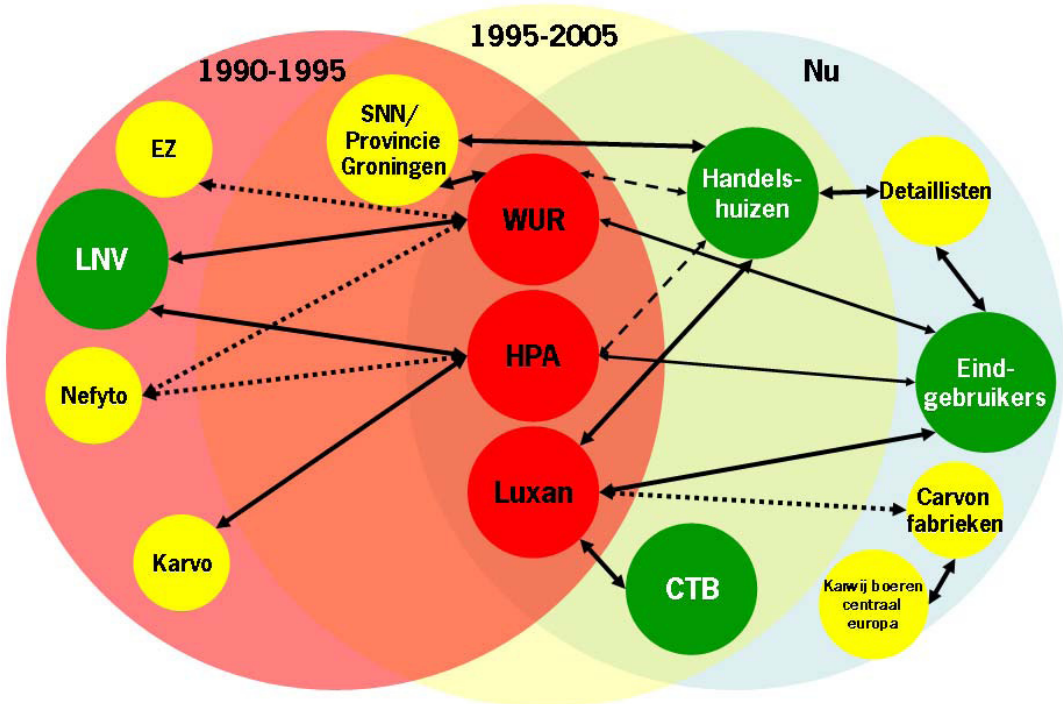 1990-1995
1995-2005
Nu
EZ
SNN/
Provincie
Groningen
LNV
WUR
Handels-
huizen
Detaillisten
Nefyto
HPA
Eind-
gebruikers
Karvo
Luxan
CTB
Carvon
fabrieken
Karwij boeren
centraal
europa